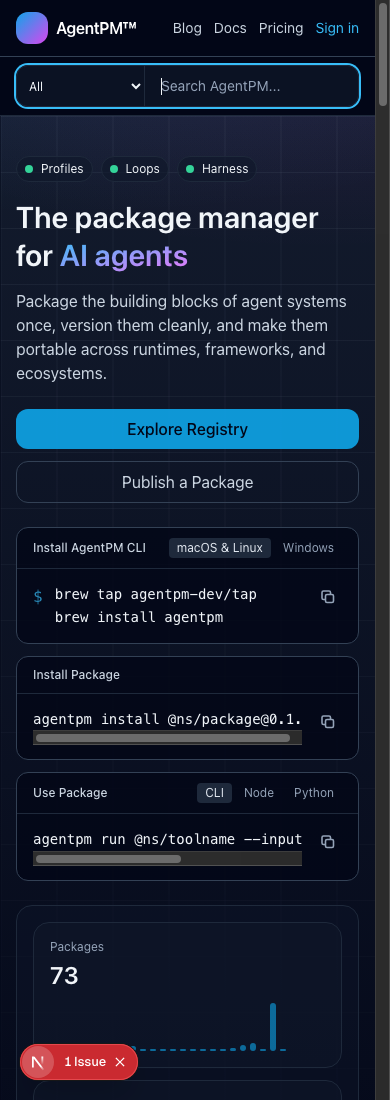 AgentPM™ Blog Docs Pricing Sign in
All Search AgentPM...
Profiles Loops Harness
The package manager
for AI agents
Package the building blocks of agent systems
once, version them cleanly, and make them
portable across runtimes, frameworks, and
ecosystems.
Explore Registry
Publish a Package
Install AgentPM CLI macOS & Linux Windows
$ brew tap agentpm-dev/tap
brew install agentpm
Install Package
agentpm install @ns/package@0.1.
Use Package CLI Node Python
agentpm run @ns/toolname --input
Packages
73
N 1 Issue